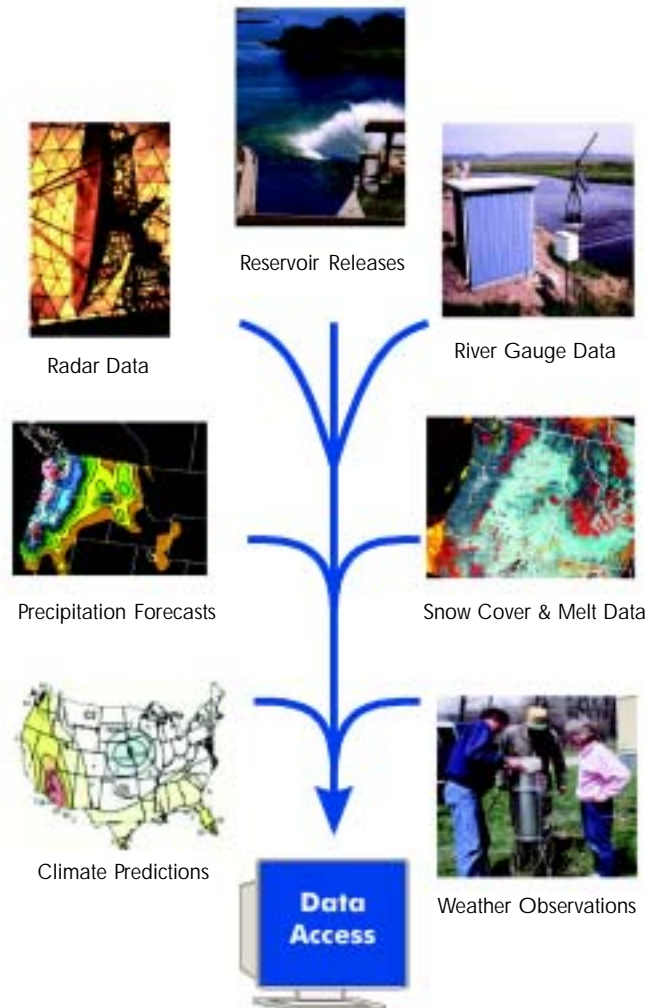 Reservoir Releases
Radar Data
River Gauge Data
Precipitation Forecasts
Snow Cover & Melt Data
Climate Predictions
Weather Observations
Data
Access